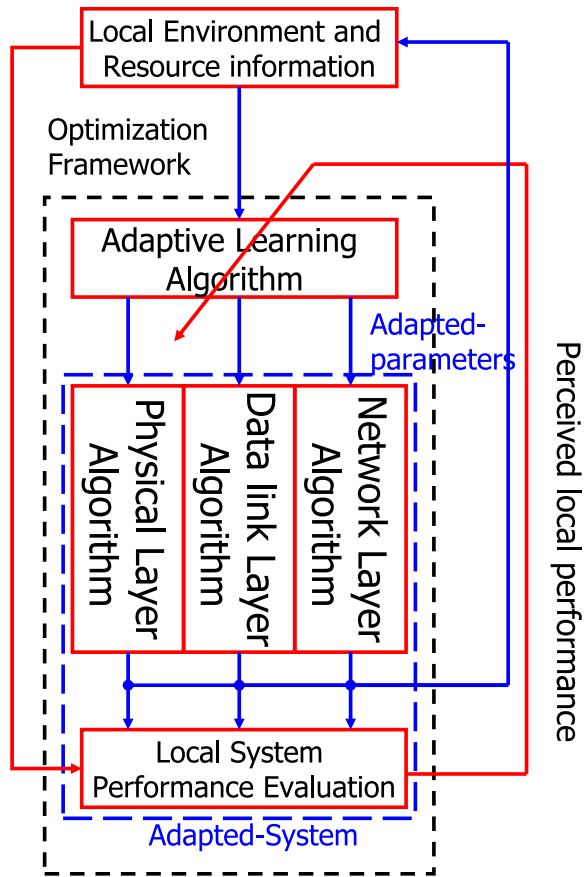 Local Environment and
Resource information
Optimization
Framework
Adaptive Learning
Algorithm
Adapted-
parameters
Physical Layer
Algorithm
Data link Layer
Algorithm
Network Layer
Algorithm
Perceived local performance
Local System
Performance Evaluation
Adapted-System